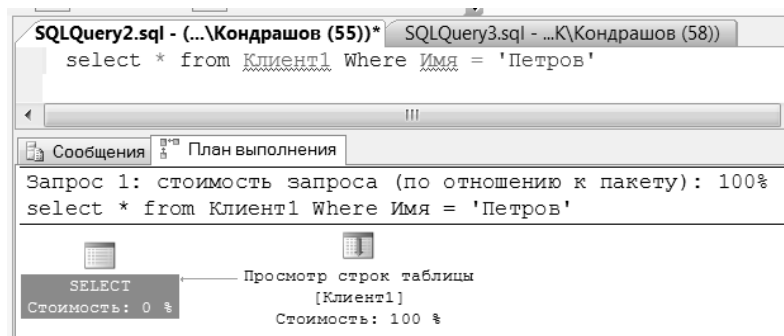 SQLQuery2.sql - (...\Кондрашов (55))* SQLQuery3.sql - ...К\Кондрашов (58))
select * from Клиент1 Where Имя = 'Петров'
Сообщения План выполнения
Запрос 1: стоимость запроса (по отношению к пакету): 100%
select * from Клиент1 Where Имя = 'Петров'
SELECT
Стоимость: 0 %
Просмотр строк таблицы
[Клиент1]
Стоимость: 100 %